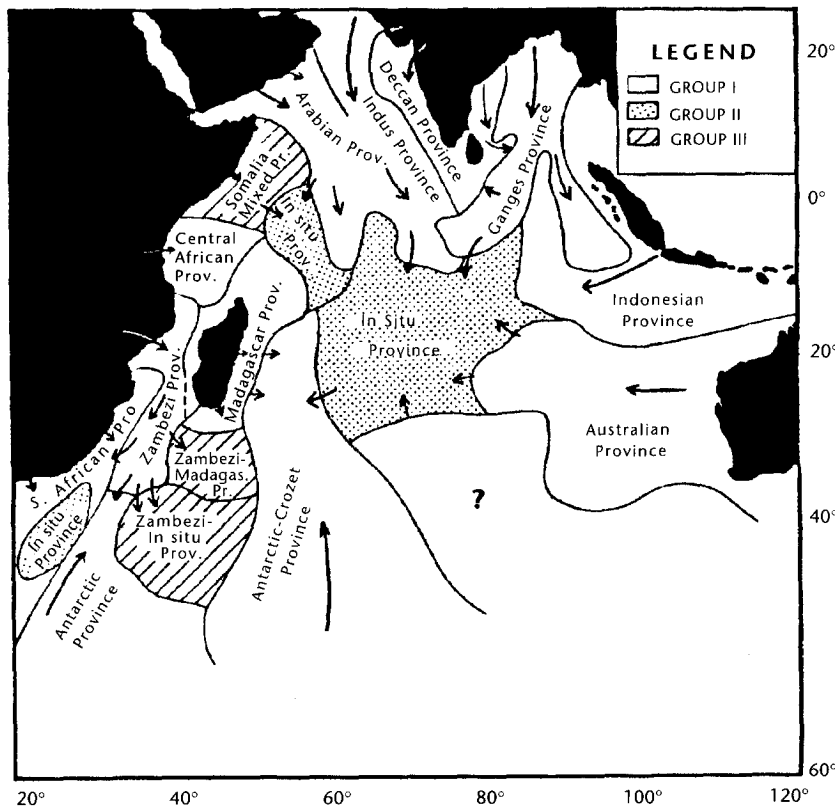 LEGEND
GROUP I
GROUP II
GROUP III
20°
0°
20°
40°
60°
20°
40°
60°
80°
100°
120°
Deccan Province
Indus Province
Arabian Prov.
Ganges Province
Somalia
Mixed Pr.
In situ
Prov.
Central
African
Prov.
In Situ
Province
Indonesian
Province
Madagascar Prov.
Zambezi Prov.
S. African Pro
Australian
Province
Zambezi-
Madagas.
Pr.
In situ
Province
Zambezi-
In situ
Prov.
Antarctic-Crozet
Province
?
Antarctic
Province